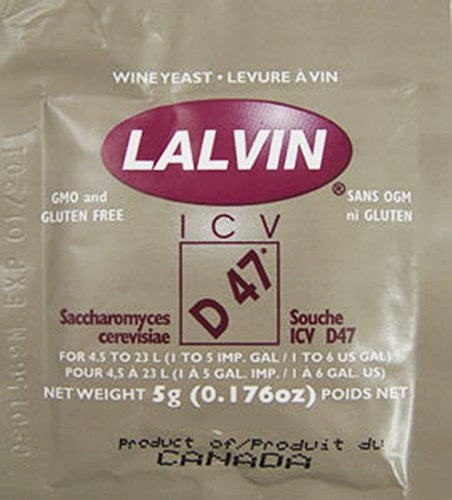 WINE YEAST • LEVURE À VIN
LALVIN®
GMO and
GLUTEN FREE
SANS OGM
ni GLUTEN
ICV
D 47
Saccharomyces
cerevisiae
Souche
ICV D47
FOR 4.5 TO 23 L (1 TO 5 IMP. GAL / 1 TO 6 US GAL)
POUR 4,5 À 23 L (1 À 5 GAL. IMP. / 1 À 6 GAL. US)
NET WEIGHT 5g (0.176oz) POIDS NET
Product of/Produit du
CANADA
EXP